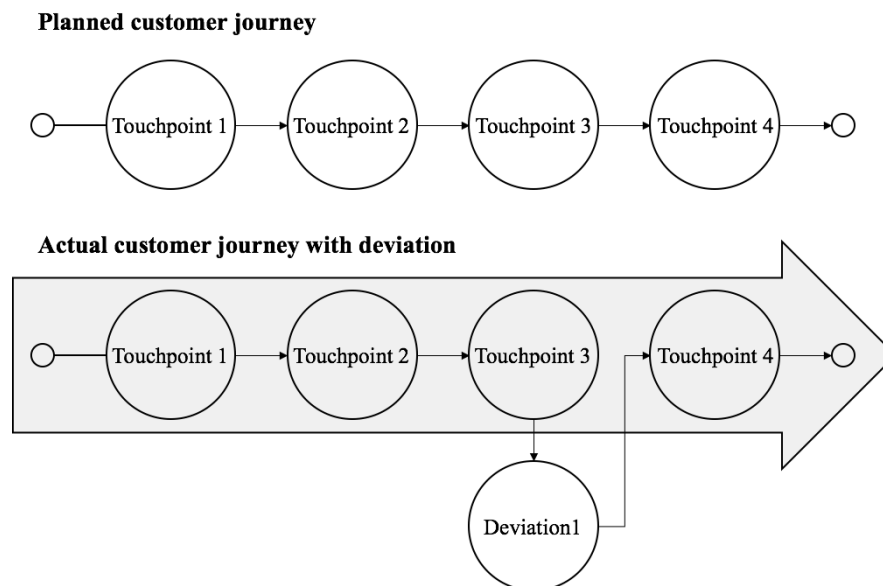 Planned customer journey
Touchpoint 1 Touchpoint 2 Touchpoint 3 Touchpoint 4
Actual customer journey with deviation
Touchpoint 1 Touchpoint 2 Touchpoint 3 Touchpoint 4
Deviation1